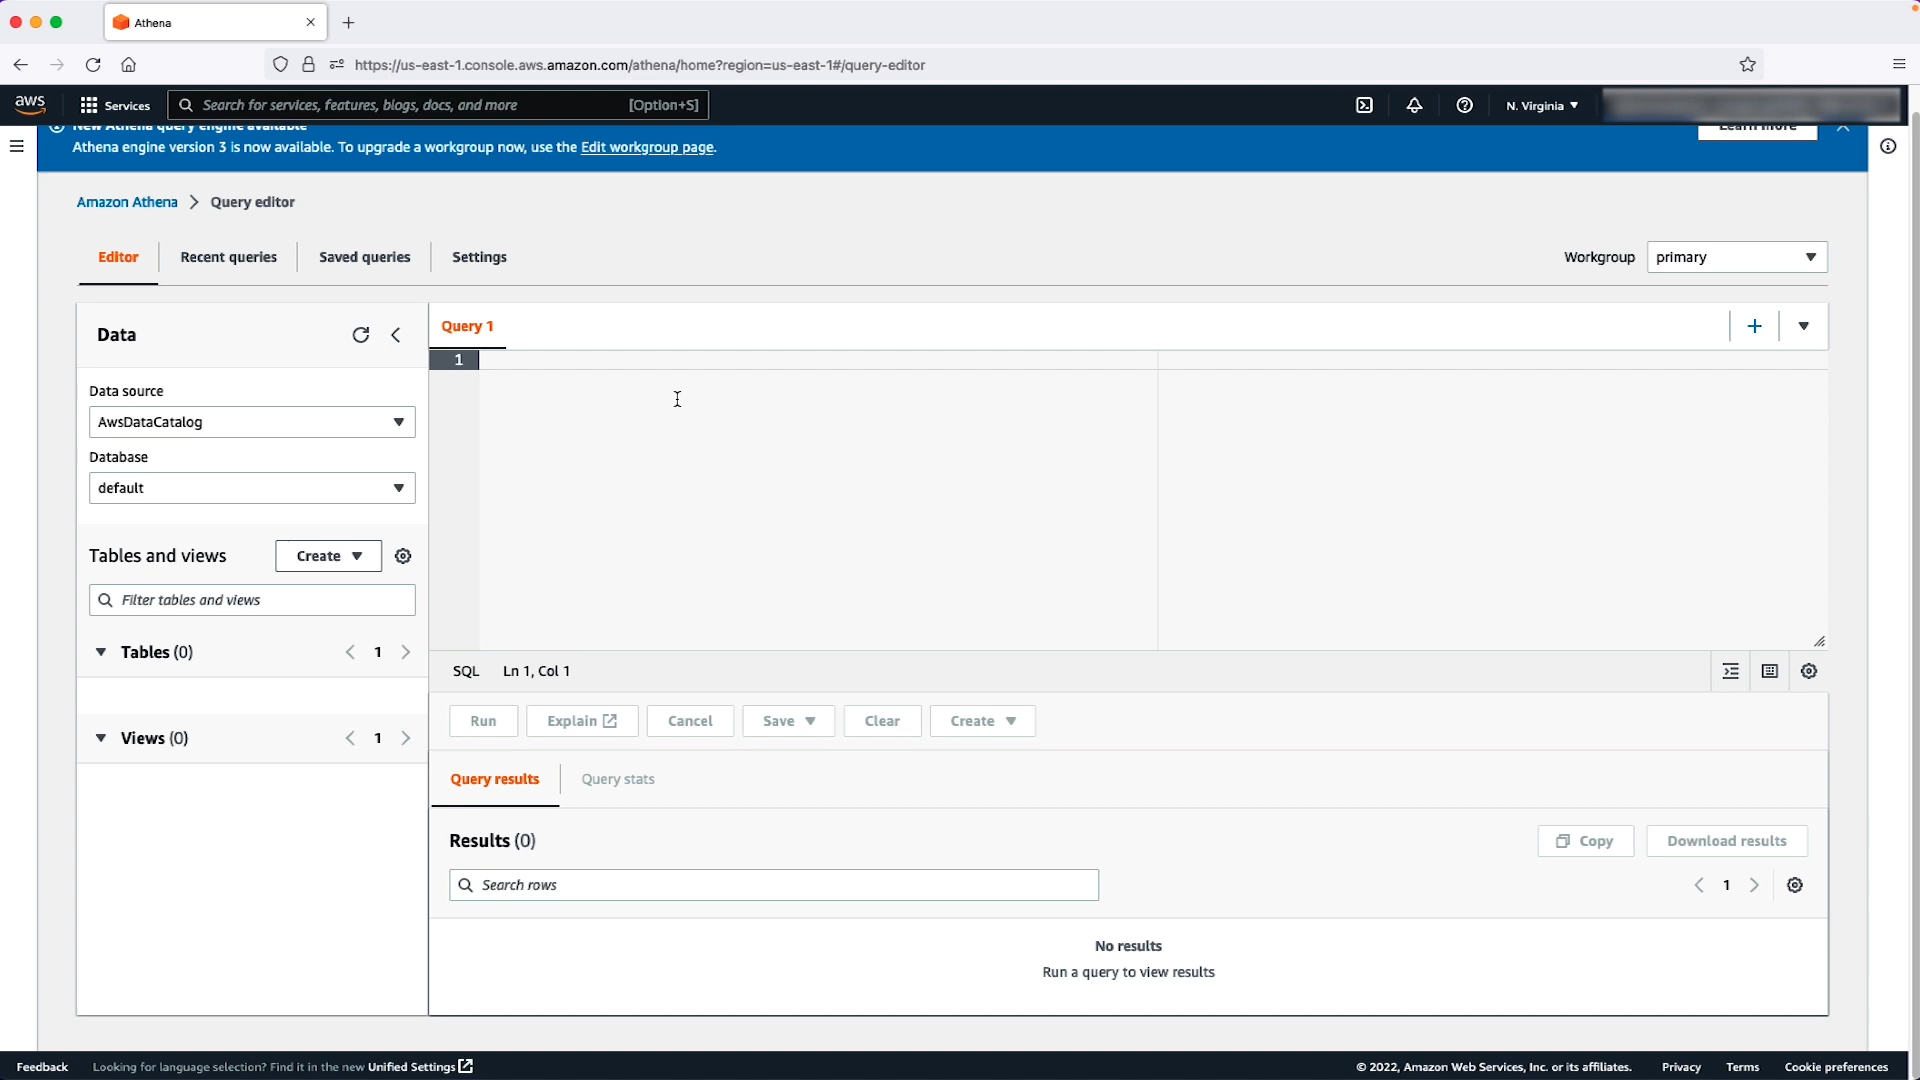 Athena
https://us-east-1.console.aws.amazon.com/athena/home?region=us-east-1#/query-editor
aws Services Search for services, features, blogs, docs, and more [Option+S] N. Virginia
New Athena query engine available
Learn more
Athena engine version 3 is now available. To upgrade a workgroup now, use the Edit workgroup page.
Amazon Athena > Query editor
Editor Recent queries Saved queries Settings Workgroup primary
Data
Query 1
1
Data source
AwsDataCatalog
Database
default
Tables and views Create
Filter tables and views
Tables (0) < 1 >
Views (0) < 1 >
SQL Ln 1, Col 1
Run Explain Cancel Save Clear Create
Query results Query stats
Results (0) Copy Download results
Search rows < 1 >
No results
Run a query to view results
Feedback Looking for language selection? Find it in the new Unified Settings © 2022, Amazon Web Services, Inc. or its affiliates. Privacy Terms Cookie preferences